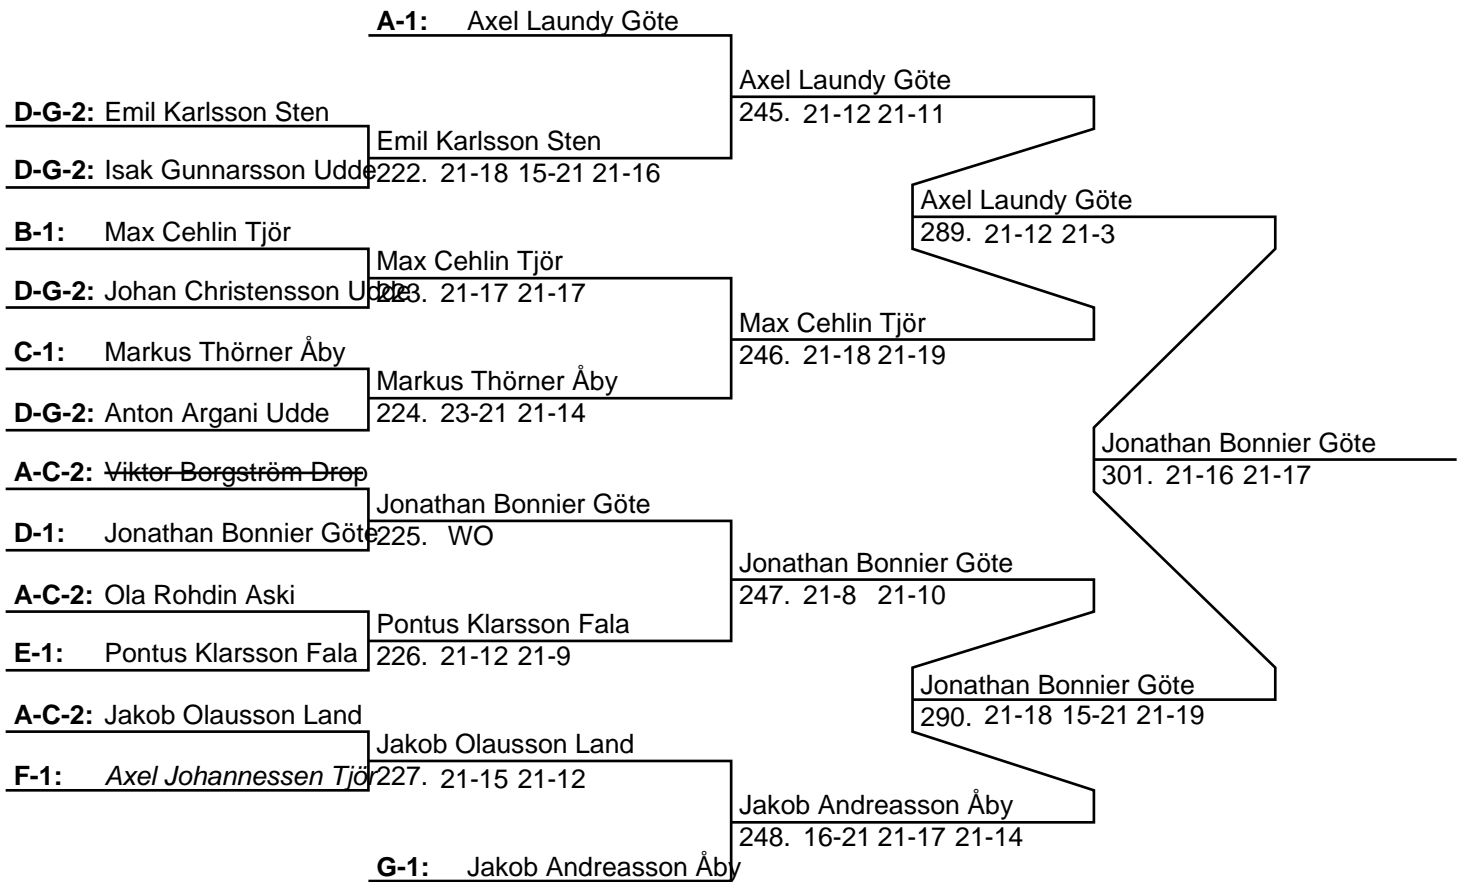 A-1: Axel Laundy Göte
Axel Laundy Göte
245. 21-12 21-11
D-G-2: Emil Karlsson Sten
Emil Karlsson Sten
D-G-2: Isak Gunnarsson Udde
222. 21-18 15-21 21-16
Axel Laundy Göte
289. 21-12 21-3
B-1: Max Cehlin Tjör
Max Cehlin Tjör
D-G-2: Johan Christensson Udde
223. 21-17 21-17
Max Cehlin Tjör
246. 21-18 21-19
C-1: Markus Thörner Åby
Markus Thörner Åby
D-G-2: Anton Argani Udde
224. 23-21 21-14
Jonathan Bonnier Göte
301. 21-16 21-17
A-C-2: Viktor Borgström Drop
Jonathan Bonnier Göte
D-1: Jonathan Bonnier Göte
225. WO
Jonathan Bonnier Göte
247. 21-8 21-10
A-C-2: Ola Rohdin Aski
Pontus Klarsson Fala
E-1: Pontus Klarsson Fala
226. 21-12 21-9
Jonathan Bonnier Göte
290. 21-18 15-21 21-19
A-C-2: Jakob Olausson Land
Jakob Olausson Land
F-1: Axel Johannessen Tjör
227. 21-15 21-12
Jakob Andreasson Åby
248. 16-21 21-17 21-14
G-1: Jakob Andreasson Åby